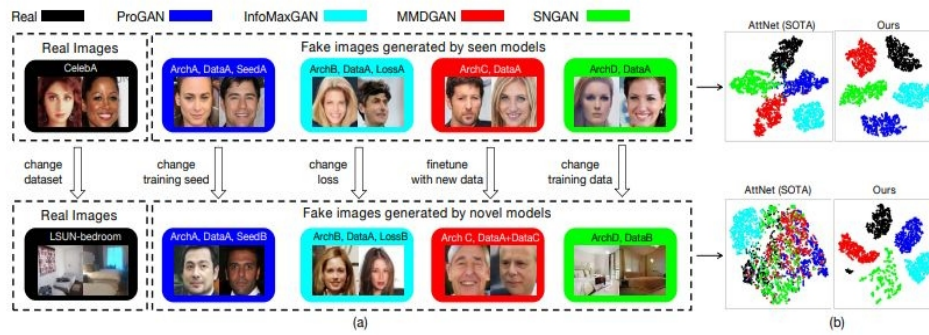 Real ProGAN InfoMaxGAN MMDGAN SNGAN
Real Images
Fake images generated by seen models
CelebA
ArchA, DataA, SeedA
ArchB, DataA, LossA
ArchC, DataA
ArchD, DataA
change dataset
change training seed
change loss
finetune with new data
change training data
Real Images
Fake images generated by novel models
LSUN-bedroom
ArchA, DataA, SeedB
ArchB, DataA, LossB
Arch C, DataA+DataC
ArchD, DataB
(a)
AttNet (SOTA)
Ours
AttNet (SOTA)
Ours
(b)